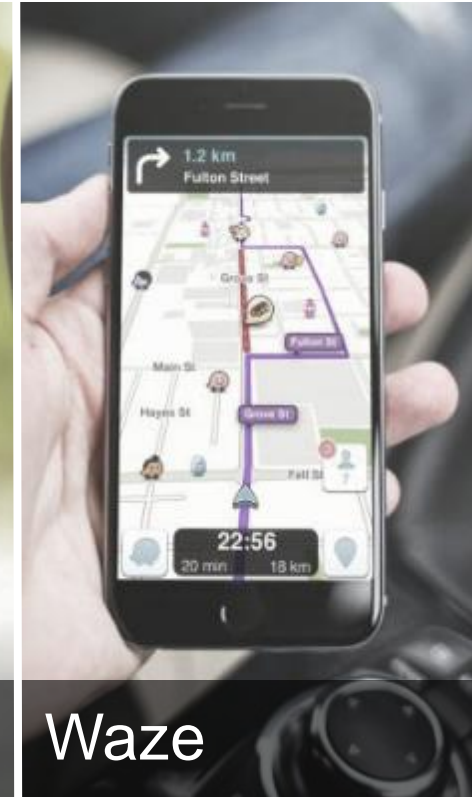 1.2 km
Fulton Street
Grove St
Fulton St
Main St
Hayes St
Grove St
Fell St
7
22:56
20 min 18 km
Waze